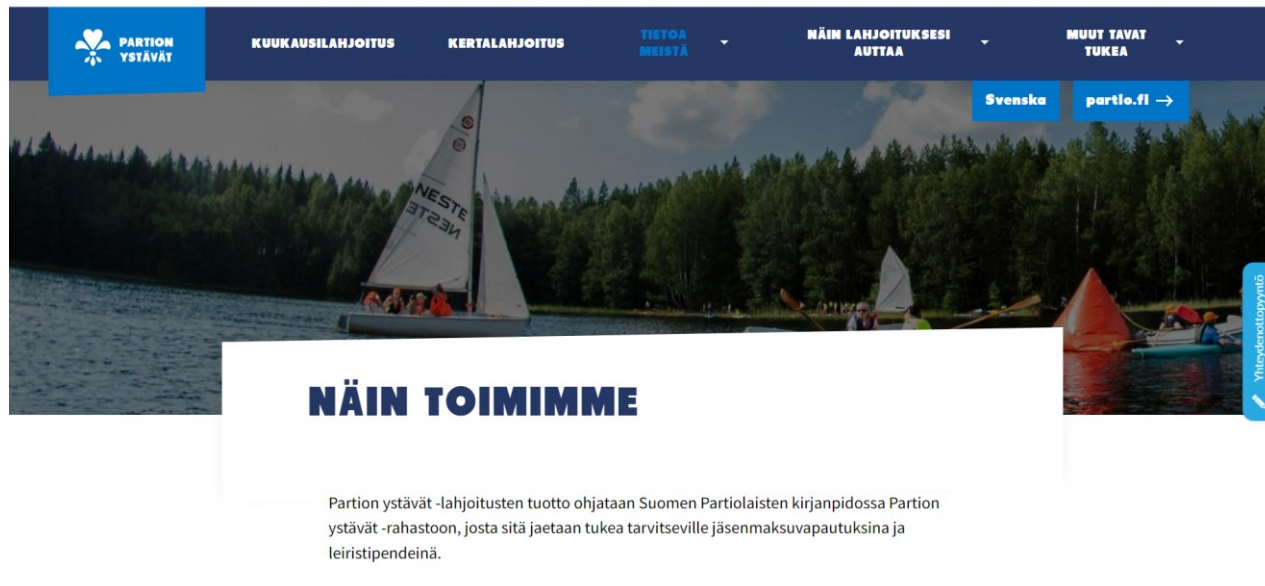 PARTION
YSTÄVÄT
KUUKAUSILAHJOITUS
KERTALAHJOITUS
TIETOA
MEISTÄ
NÄIN LAHJOITUKSESI
AUTTAA
MUUT TAVAT
TUKEA
Svenska
partio.fi →
NESTE
NESTE
Yhteydenottopyyntö
NÄIN TOIMIMME
Partion ystävät -lahjoitusten tuotto ohjataan Suomen Partiolaisten kirjanpidossa Partion
ystävät -rahastoon, josta sitä jaetaan tukea tarvitseville jäsenmaksuvapautuksina ja
leiristipendeinä.